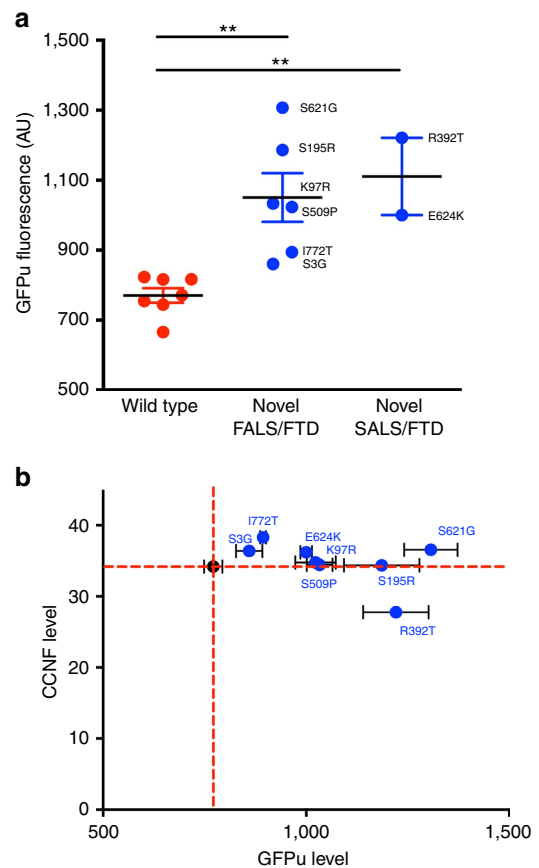 a
**
**
1,500
1,300
1,100
900
700
500
GFPu fluorescence (AU)
S621G
S195R
K97R
S509P
I772T
S3G
R392T
E624K
Wild type
Novel
FALS/FTD
Novel
SALS/FTD
b
40
30
20
10
0
CCNF level
I772T
S3G
E624K
K97R
S509P
S195R
S621G
R392T
500
1,000
1,500
GFPu level